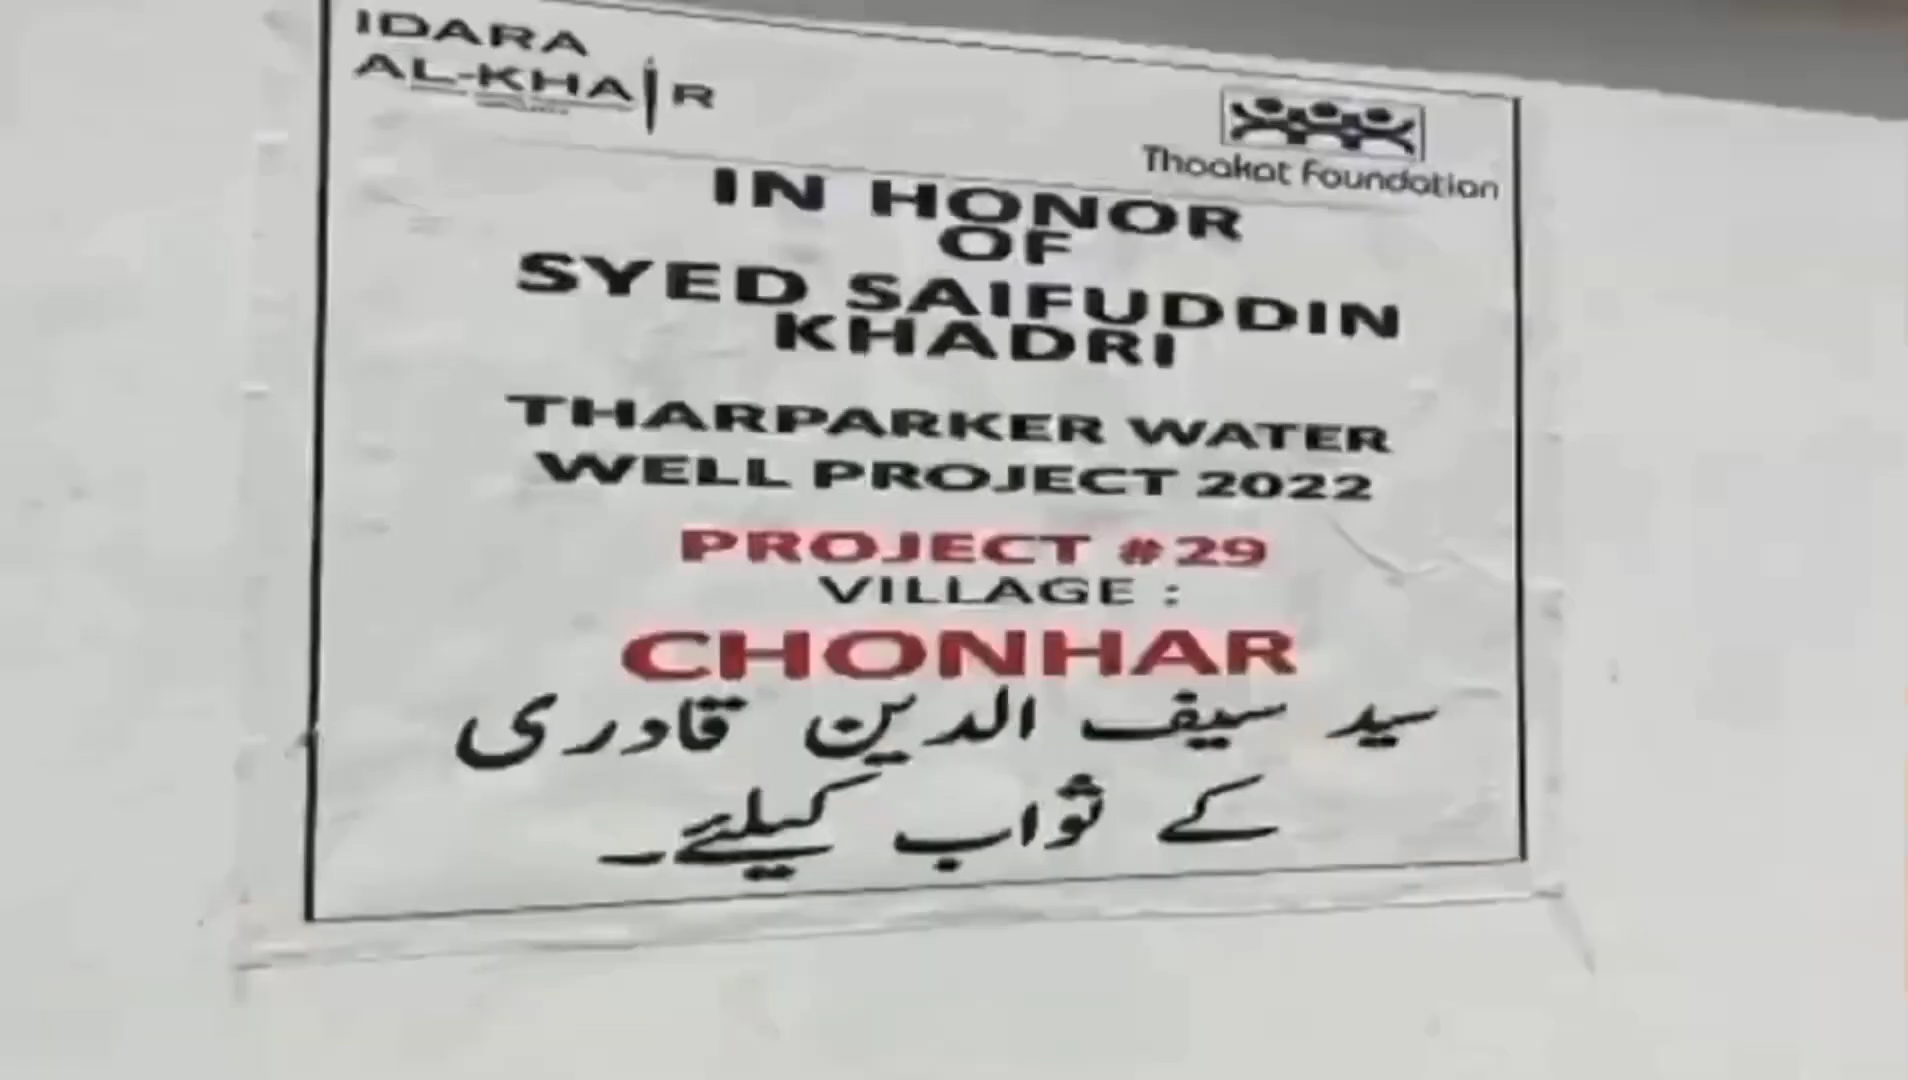 IDARA
AL-KHAIR
Thaakat Foundation
IN HONOR
OF
SYED SAIFUDDIN
KHADRI
THARPARKER WATER
WELL PROJECT 2022
PROJECT #29
VILLAGE :
CHONHAR
سید سیف الدین قادری
کے ثواب کیلئے۔